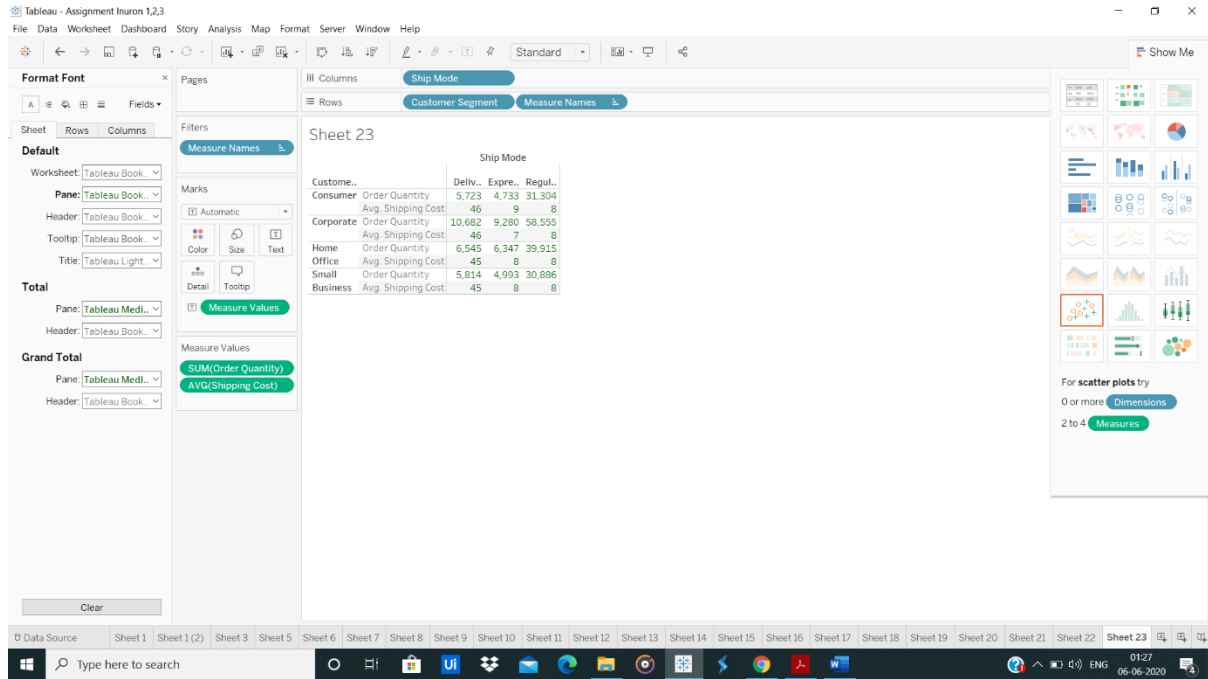 Tableau - Assignment Inuron 1,2,3
File Data Worksheet Dashboard Story Analysis Map Format Server Window Help
Standard
Show Me
Format Font
Fields
Sheet Rows Columns
Default
Worksheet: Tableau Book..
Pane: Tableau Book..
Header: Tableau Book..
Tooltip: Tableau Book..
Title: Tableau Light..
Total
Pane: Tableau Medi..
Header: Tableau Book..
Grand Total
Pane: Tableau Medi..
Header: Tableau Book..
Clear
Pages
Filters
Measure Names
Marks
Automatic
Color Size Text
Detail Tooltip
Measure Values
Measure Values
SUM(Order Quantity)
AVG(Shipping Cost)
Columns Ship Mode
Rows Customer Segment Measure Names
Sheet 23
Ship Mode
Custome.. Deliv.. Expre.. Regul..
Consumer Order Quantity 5,723 4,733 31,304
Avg. Shipping Cost 46 9 8
Corporate Order Quantity 10,682 9,280 58,555
Avg. Shipping Cost 46 7 8
Home Order Quantity 6,545 6,347 39,915
Office Avg. Shipping Cost 45 8 8
Small Order Quantity 5,814 4,993 30,886
Business Avg. Shipping Cost 45 8 8
For scatter plots try
0 or more Dimensions
2 to 4 Measures
Data Source Sheet 1 Sheet 1 (2) Sheet 3 Sheet 5 Sheet 6 Sheet 7 Sheet 8 Sheet 9 Sheet 10 Sheet 11 Sheet 12 Sheet 13 Sheet 14 Sheet 15 Sheet 16 Sheet 17 Sheet 18 Sheet 19 Sheet 20 Sheet 21 Sheet 22 Sheet 23
Type here to search
Ui
ENG
01:27
06-06-2020
4